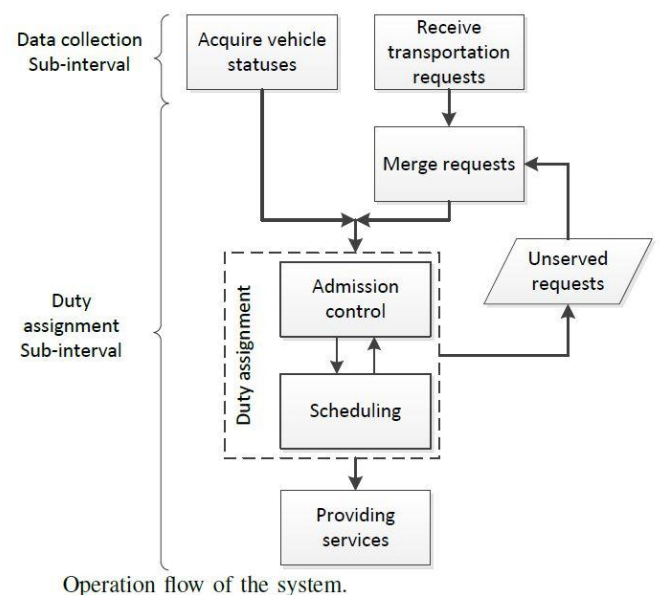 Data collection
Sub-interval
Acquire vehicle
statuses
Receive
transportation
requests
Merge requests
Unserved
requests
Duty
assignment
Sub-interval
Duty assignment
Admission
control
Scheduling
Providing
services
Operation flow of the system.